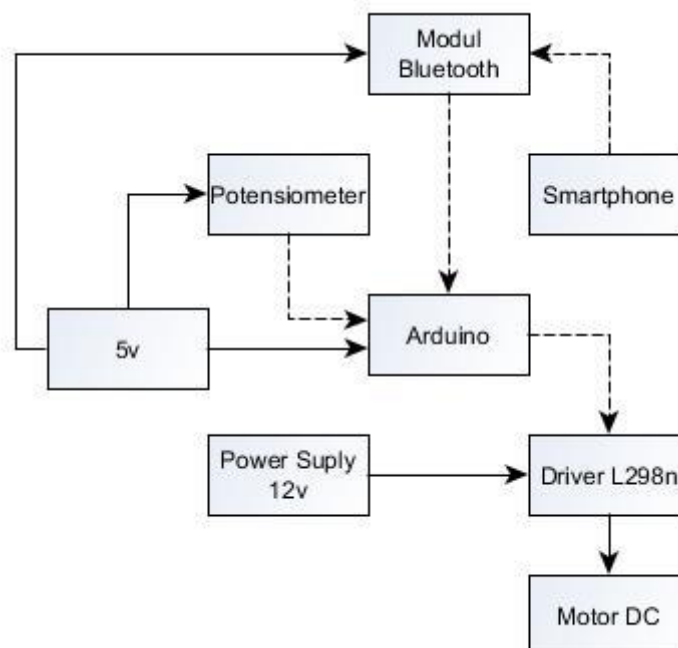 Modul
Bluetooth
Potensiometer
Smartphone
5v
Arduino
Power Suply
12v
Driver L298n
Motor DC